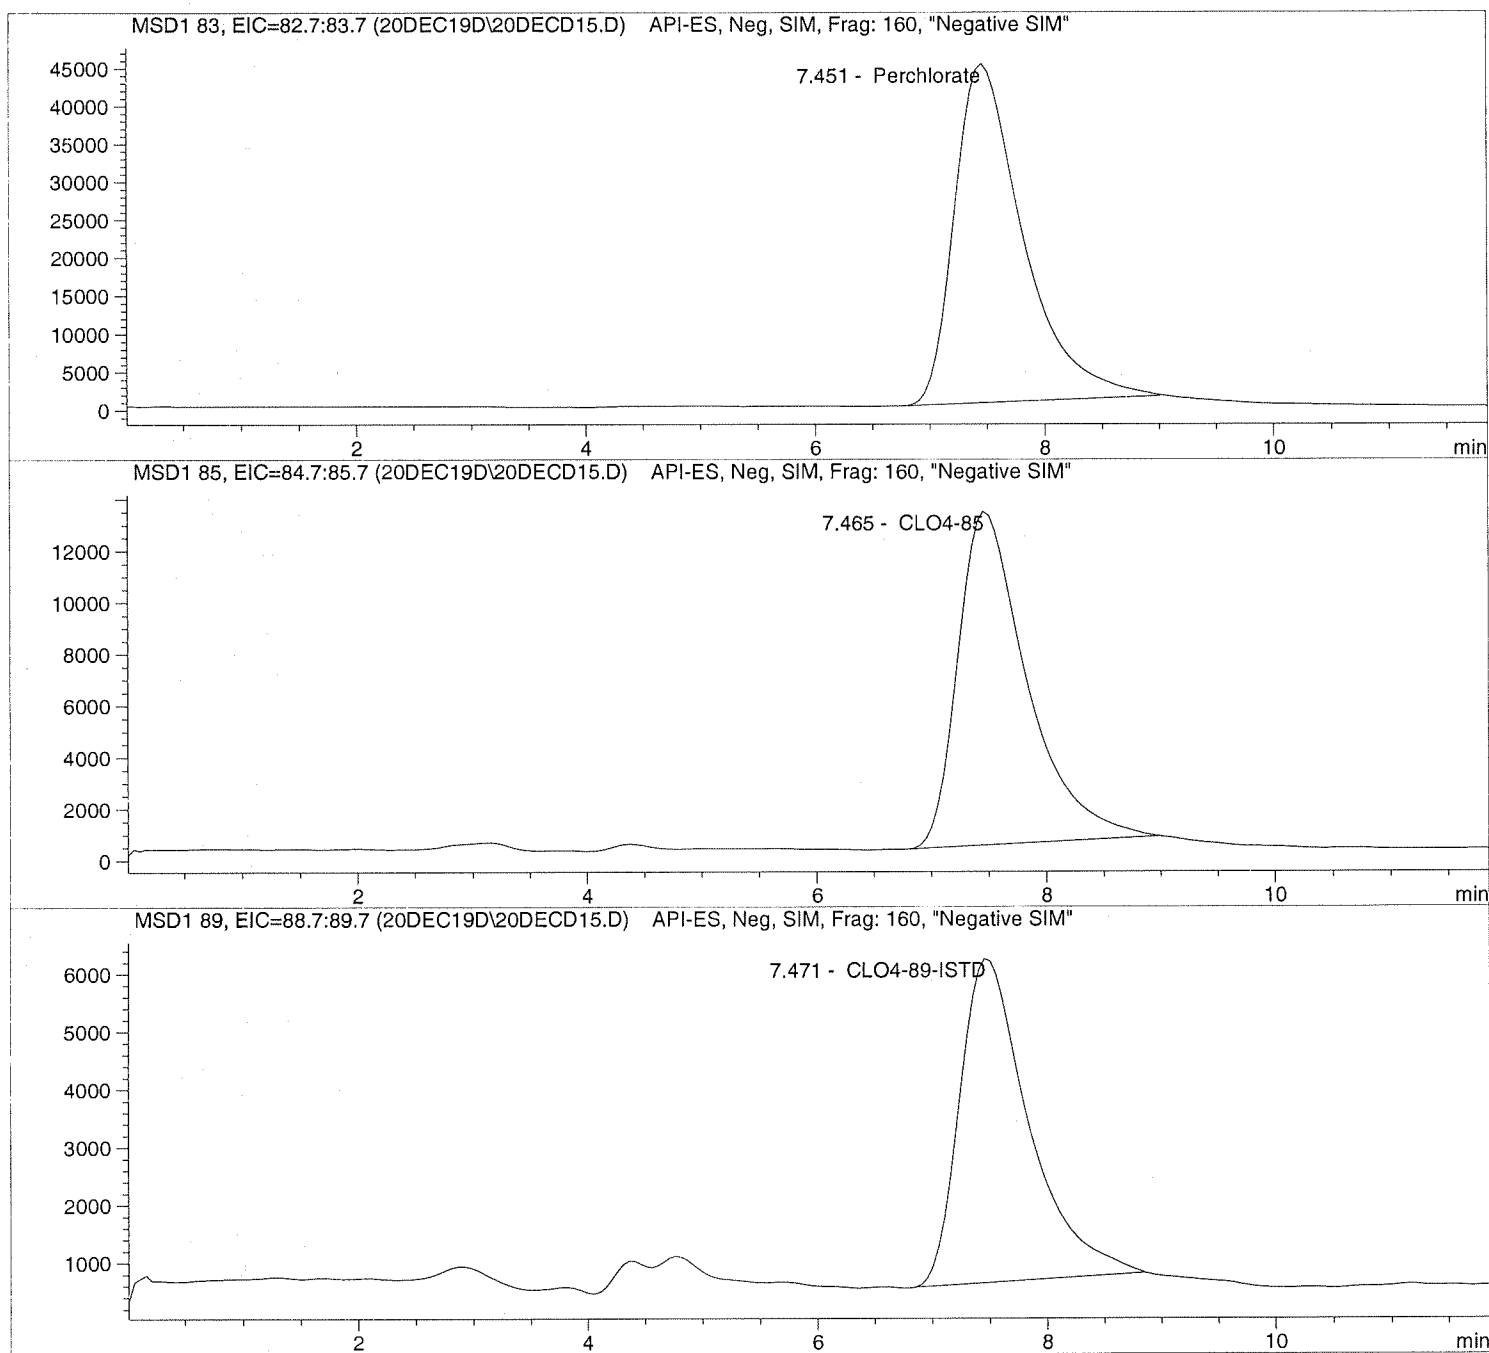 MSD1 83, EIC=82.7:83.7 (20DEC19D\20DECD15.D) API-ES, Neg, SIM, Frag: 160, "Negative SIM"
7.451 - Perchlorate
45000
40000
35000
30000
25000
20000
15000
10000
5000
0
2 4 6 8 10 min
MSD1 85, EIC=84.7:85.7 (20DEC19D\20DECD15.D) API-ES, Neg, SIM, Frag: 160, "Negative SIM"
7.465 - CLO4-85
12000
10000
8000
6000
4000
2000
0
2 4 6 8 10 min
MSD1 89, EIC=88.7:89.7 (20DEC19D\20DECD15.D) API-ES, Neg, SIM, Frag: 160, "Negative SIM"
7.471 - CLO4-89-ISTD
6000
5000
4000
3000
2000
1000
2 4 6 8 10 min